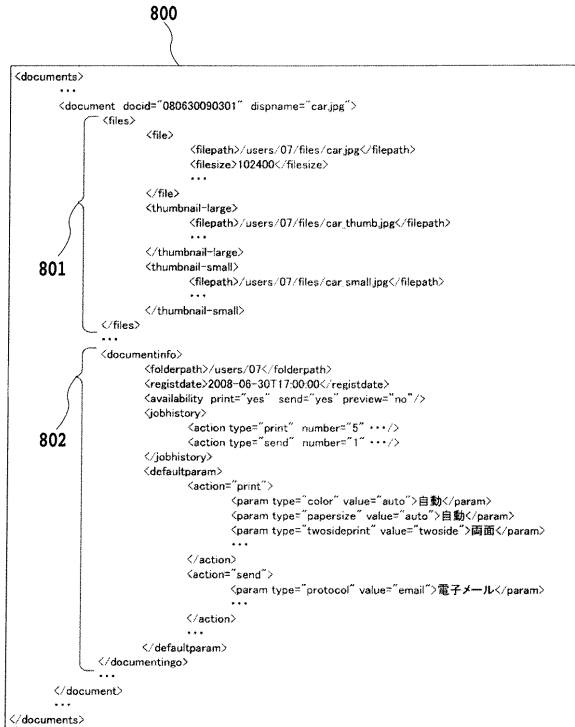 800
<documents>
...
<document docid="080630090301" dispname="car.jpg">
<files>
<file>
<filepath>/users/07/files/car.jpg</filepath>
<filesize>102400</filesize>
...
</file>
<thumbnail-large>
<filepath>/users/07/files/car_thumb.jpg</filepath>
...
</thumbnail-large>
801
<thumbnail-small>
<filepath>/users/07/files/car_small.jpg</filepath>
...
</thumbnail-small>
</files>
...
<documentinfo>
<folderpath>/users/07</folderpath>
<registdate>2008-06-30T17:00:00</registdate>
<availability print="yes" send="yes" preview="no"/>
<jobhistory>
802
<action type="print" number="5" .../>
<action type="send" number="1" .../>
</jobhistory>
<defaultparam>
<action="print">
<param type="color" value="auto">自動</param>
<param type="papersize" value="auto">自動</param>
<param type="twosideprint" value="twoside">両面</param>
...
</action>
<action="send">
<param type="protocol" value="email">電子メール</param>
...
</action>
...
</defaultparam>
</documentingo>
...
</document>
...
</documents>